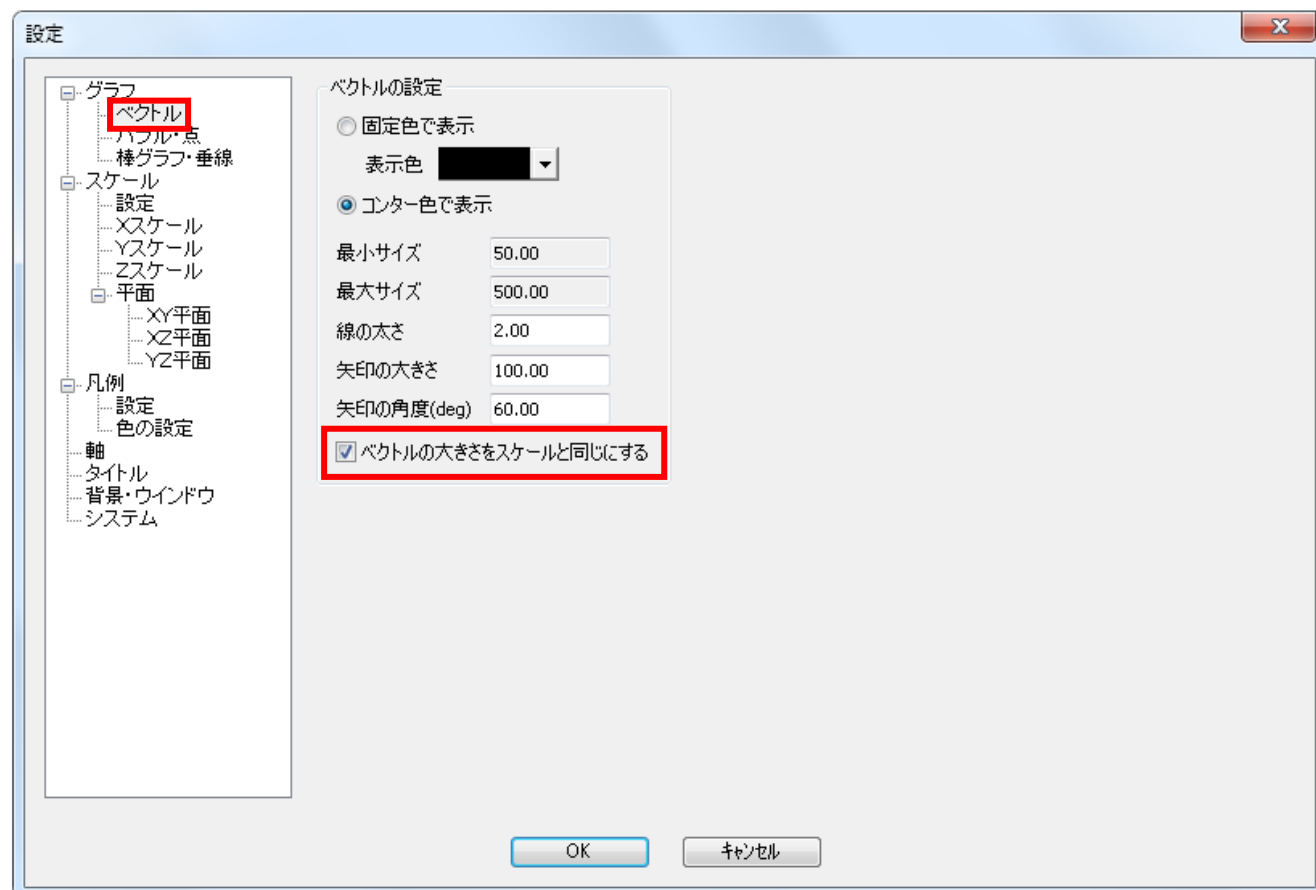 設定
グラフ
ベクトル
バブル・点
棒グラフ・垂線
スケール
設定
Xスケール
Yスケール
Zスケール
平面
XY平面
XZ平面
YZ平面
凡例
設定
色の設定
軸
タイトル
背景・ウインドウ
システム
ベクトルの設定
固定色で表示
表示色
コンター色で表示
最小サイズ 50.00
最大サイズ 500.00
線の太さ 2.00
矢印の大きさ 100.00
矢印の角度(deg) 60.00
ベクトルの大きさをスケールと同じにする
OK キャンセル